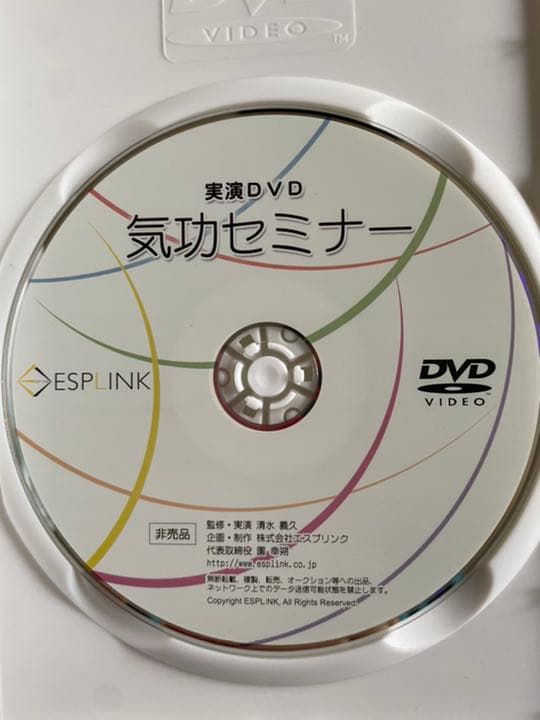 DVD
VIDEO
TM
実演DVD
気功セミナー
ESPLINK
DVD
VIDEO
TM
非売品
監修・実演 清水 義久
企画・制作 株式会社エスプリンク
代表取締役 園 幸朔
http://www.esplink.co.jp
無断転載、複製、転売、オークション等への出品、
ネットワーク上でのデータ送信可能状態を禁止します。
Copyright ESPLINK, All Rights Reserved.